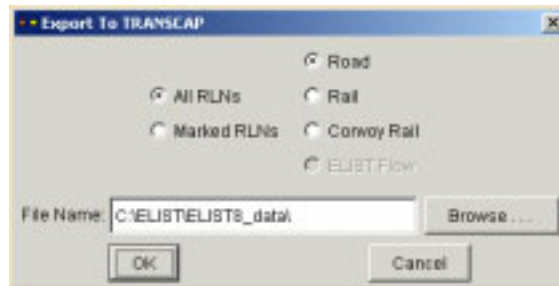 Export To TRANSCAP
Road
All RLNs
Rail
Marked RLNs
Convoy Rail
ELIST Flow
File Name: C:\ELIST\ELIST8_data\ Browse . . .
OK Cancel